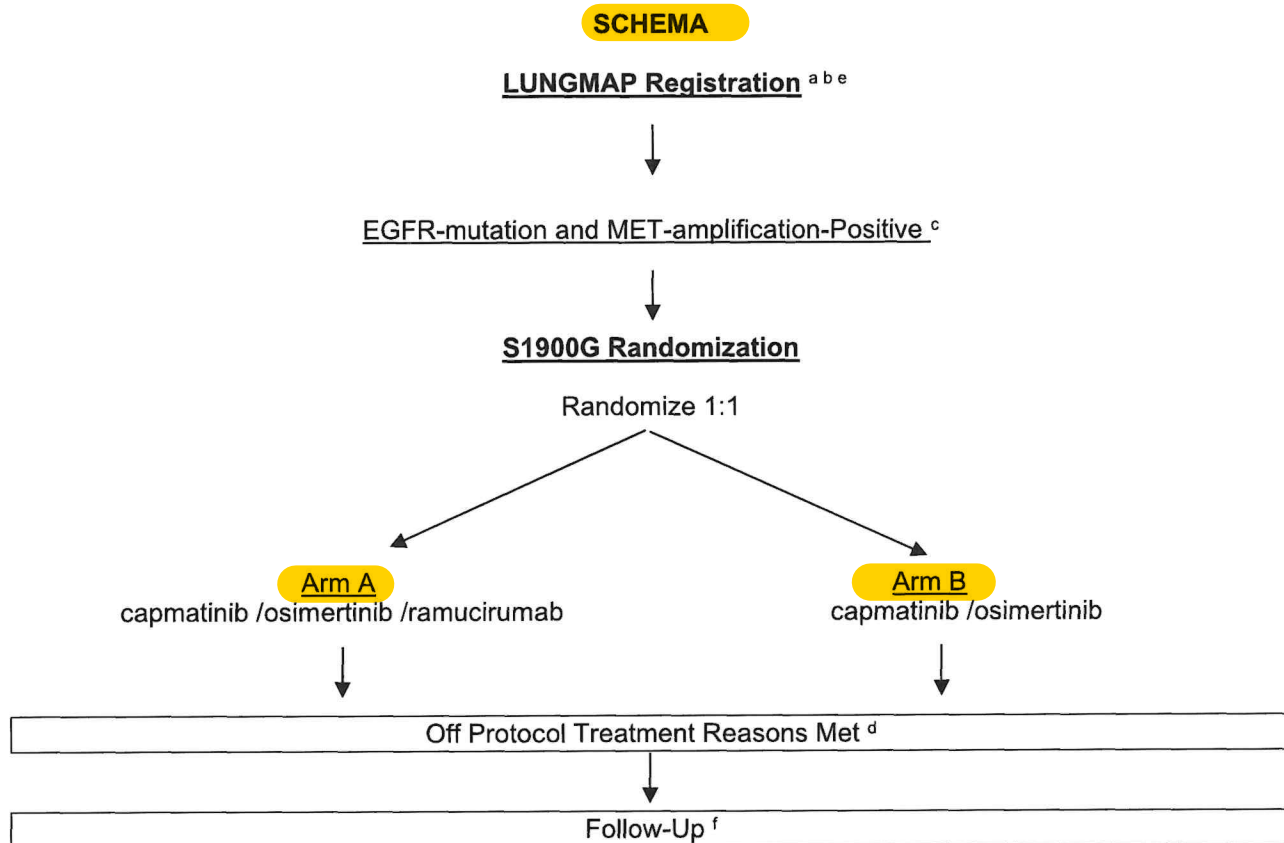 SCHEMA
LUNGMAP Registration a b e
EGFR-mutation and MET-amplification-Positive c
S1900G Randomization
Randomize 1:1
Arm A
capmatinib /osimertinib /ramucirumab
Arm B
capmatinib /osimertinib
Off Protocol Treatment Reasons Met d
Follow-Up f